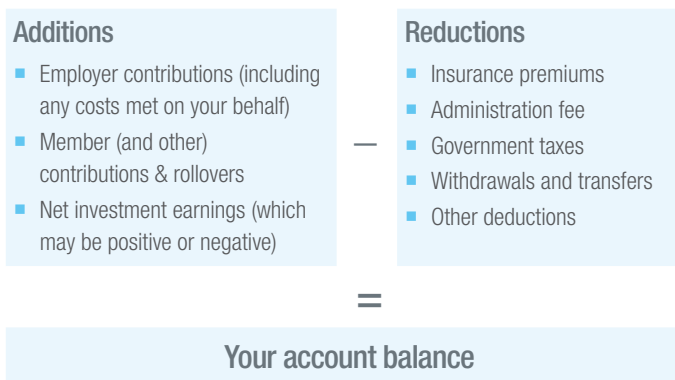 Additions
▪ Employer contributions (including
any costs met on your behalf)
▪ Member (and other)
contributions & rollovers
▪ Net investment earnings (which
may be positive or negative)
–
Reductions
▪ Insurance premiums
▪ Administration fee
▪ Government taxes
▪ Withdrawals and transfers
▪ Other deductions
=
Your account balance